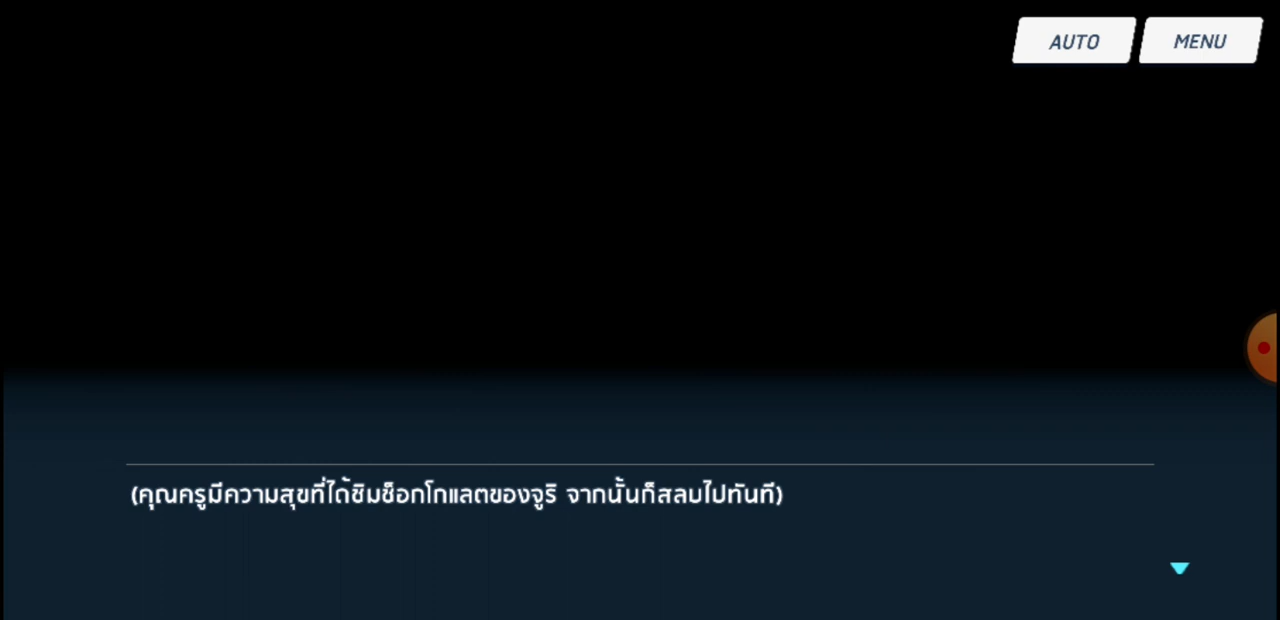 AUTO MENU
(คุณครูมีความสุขที่ได้ชิมช็อกโกแลตของจูริ จากนั้นก็สลบไปทันที)